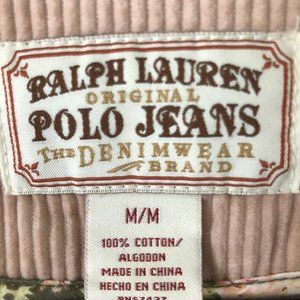 RALPH LAUREN
ORIGINAL
POLO JEANS
THE DENIMWEAR
BRAND
M/M
100% COTTON/
ALGODON
MADE IN CHINA
HECHO EN CHINA